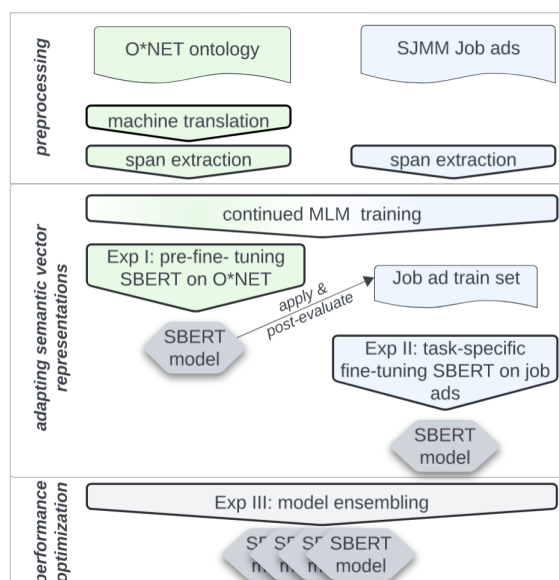 preprocessing
O*NET ontology
SJMM Job ads
machine translation
span extraction
span extraction
adapting semantic vector
representations
continued MLM training
Exp I: pre-fine- tuning
SBERT on O*NET
apply &
post-evaluate
Job ad train set
SBERT
model
Exp II: task-specific
fine-tuning SBERT on job
ads
SBERT
model
performance
optimization
Exp III: model ensembling
SBERT
model